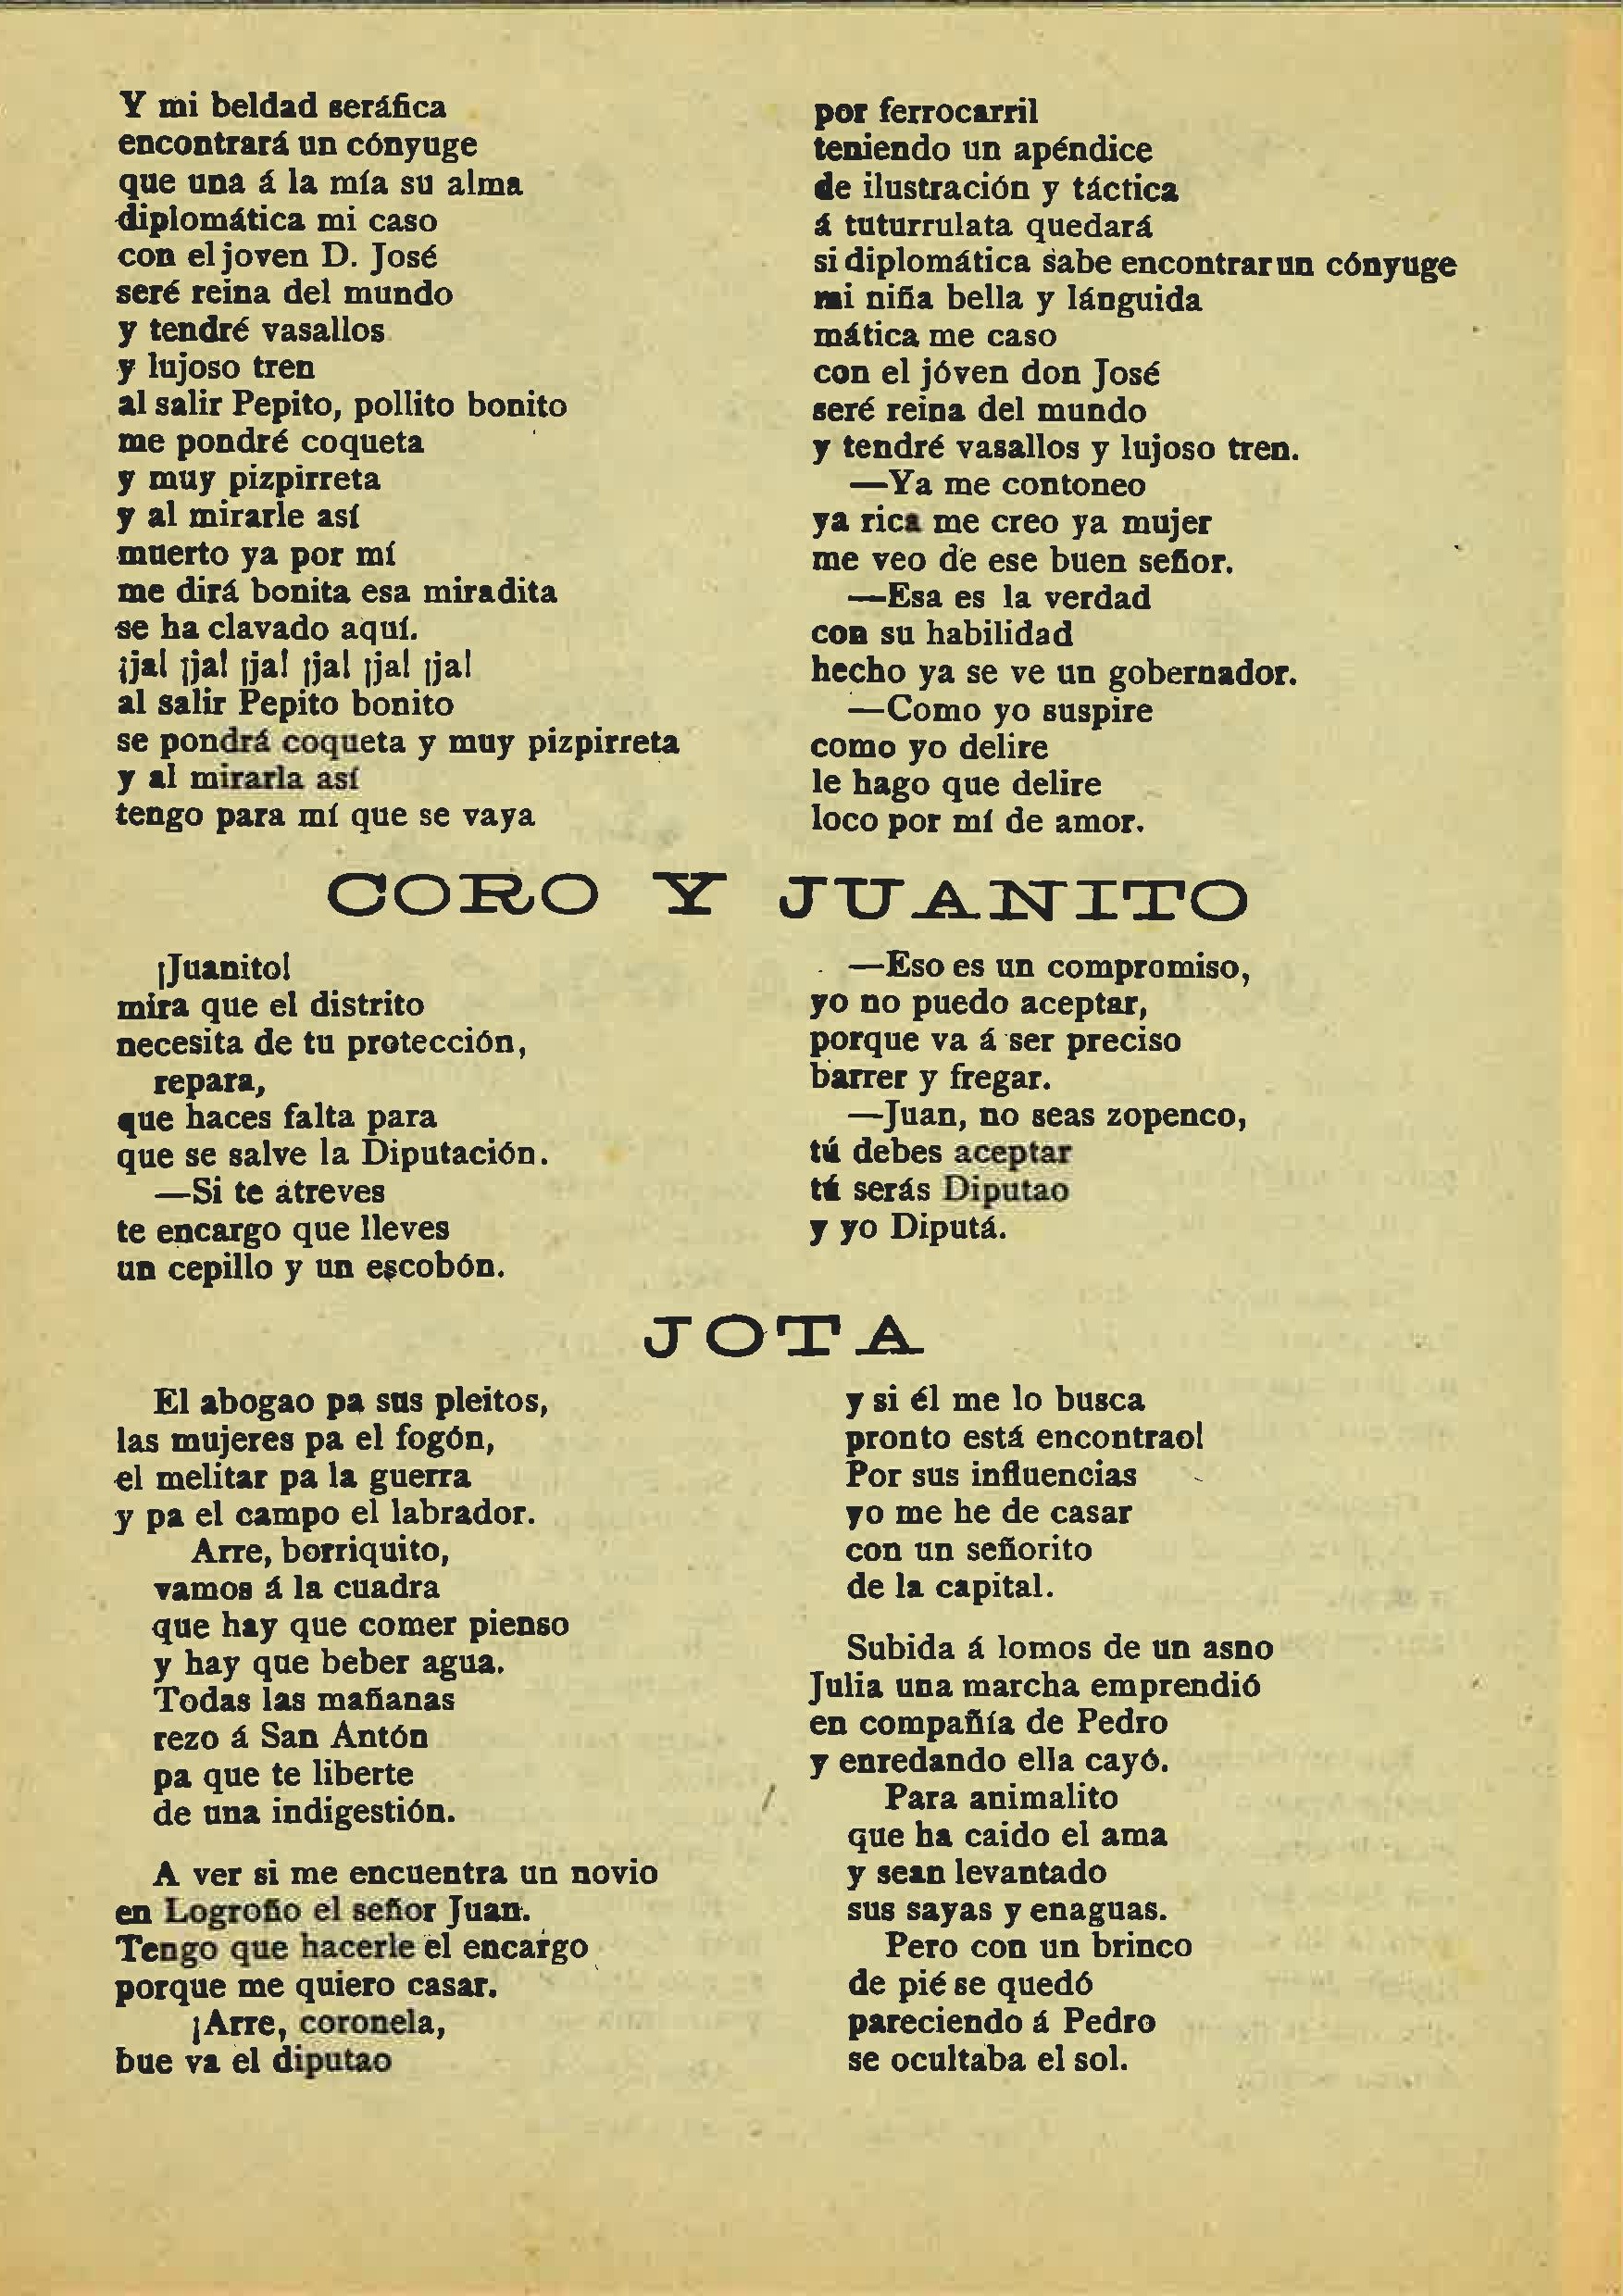 Y mi beldad seráfica
encontrará un cónyuge
que una á la mía su alma
diplomática mi caso
con el joven D. José
seré reina del mundo
y tendré vasallos
y lujoso tren
al salir Pepito, pollito bonito
me pondré coqueta
y muy pizpirreta
y al mirarle así
muerto ya por mí
me dirá bonita esa miradita
se ha clavado aquí.
¡ja! ¡ja! ¡ja! ¡ja! ¡ja! ¡ja!
al salir Pepito bonito
se pondrá coqueta y muy pizpirreta
y al mirarla así
tengo para mí que se vaya
por ferrocarril
teniendo un apéndice
de ilustración y táctica
á tuturrulata quedará
si diplomática sabe encontrar un cónyuge
mi niña bella y lánguida
mática me caso
con el jóven don José
seré reina del mundo
y tendré vasallos y lujoso tren.
—Ya me contoneo
ya rica me creo ya mujer
me veo de ese buen señor.
—Esa es la verdad
con su habilidad
hecho ya se ve un gobernador.
—Como yo suspire
como yo delire
le hago que delire
loco por mí de amor.
CORO Y JUANITO
¡Juanito!
mira que el distrito
necesita de tu protección,
repara,
que haces falta para
que se salve la Diputación.
—Si te atreves
te encargo que lleves
un cepillo y un escobón.
—Eso es un compromiso,
yo no puedo aceptar,
porque va á ser preciso
barrer y fregar.
—Juan, no seas zopenco,
tú debes aceptar
tú serás Diputao
y yo Diputá.
JOTA
El abogao pa sus pleitos,
las mujeres pa el fogón,
el melitar pa la guerra
y pa el campo el labrador.
Arre, borriquito,
vamos á la cuadra
que hay que comer pienso
y hay que beber agua.
Todas las mañanas
rezo á San Antón
pa que te liberte
de una indigestión.
A ver si me encuentra un novio
en Logroño el señor Juan.
Tengo que hacerle el encargo
porque me quiero casar.
¡Arre, coronela,
bue va el diputao
y si él me lo busca
pronto está encontrao!
Por sus influencias
yo me he de casar
con un señorito
de la capital.
Subida á lomos de un asno
Julia una marcha emprendió
en compañía de Pedro
y enredando ella cayó.
Para animalito
que ha caido el ama
y sean levantado
sus sayas y enaguas.
Pero con un brinco
de pié se quedó
pareciendo á Pedro
se ocultaba el sol.